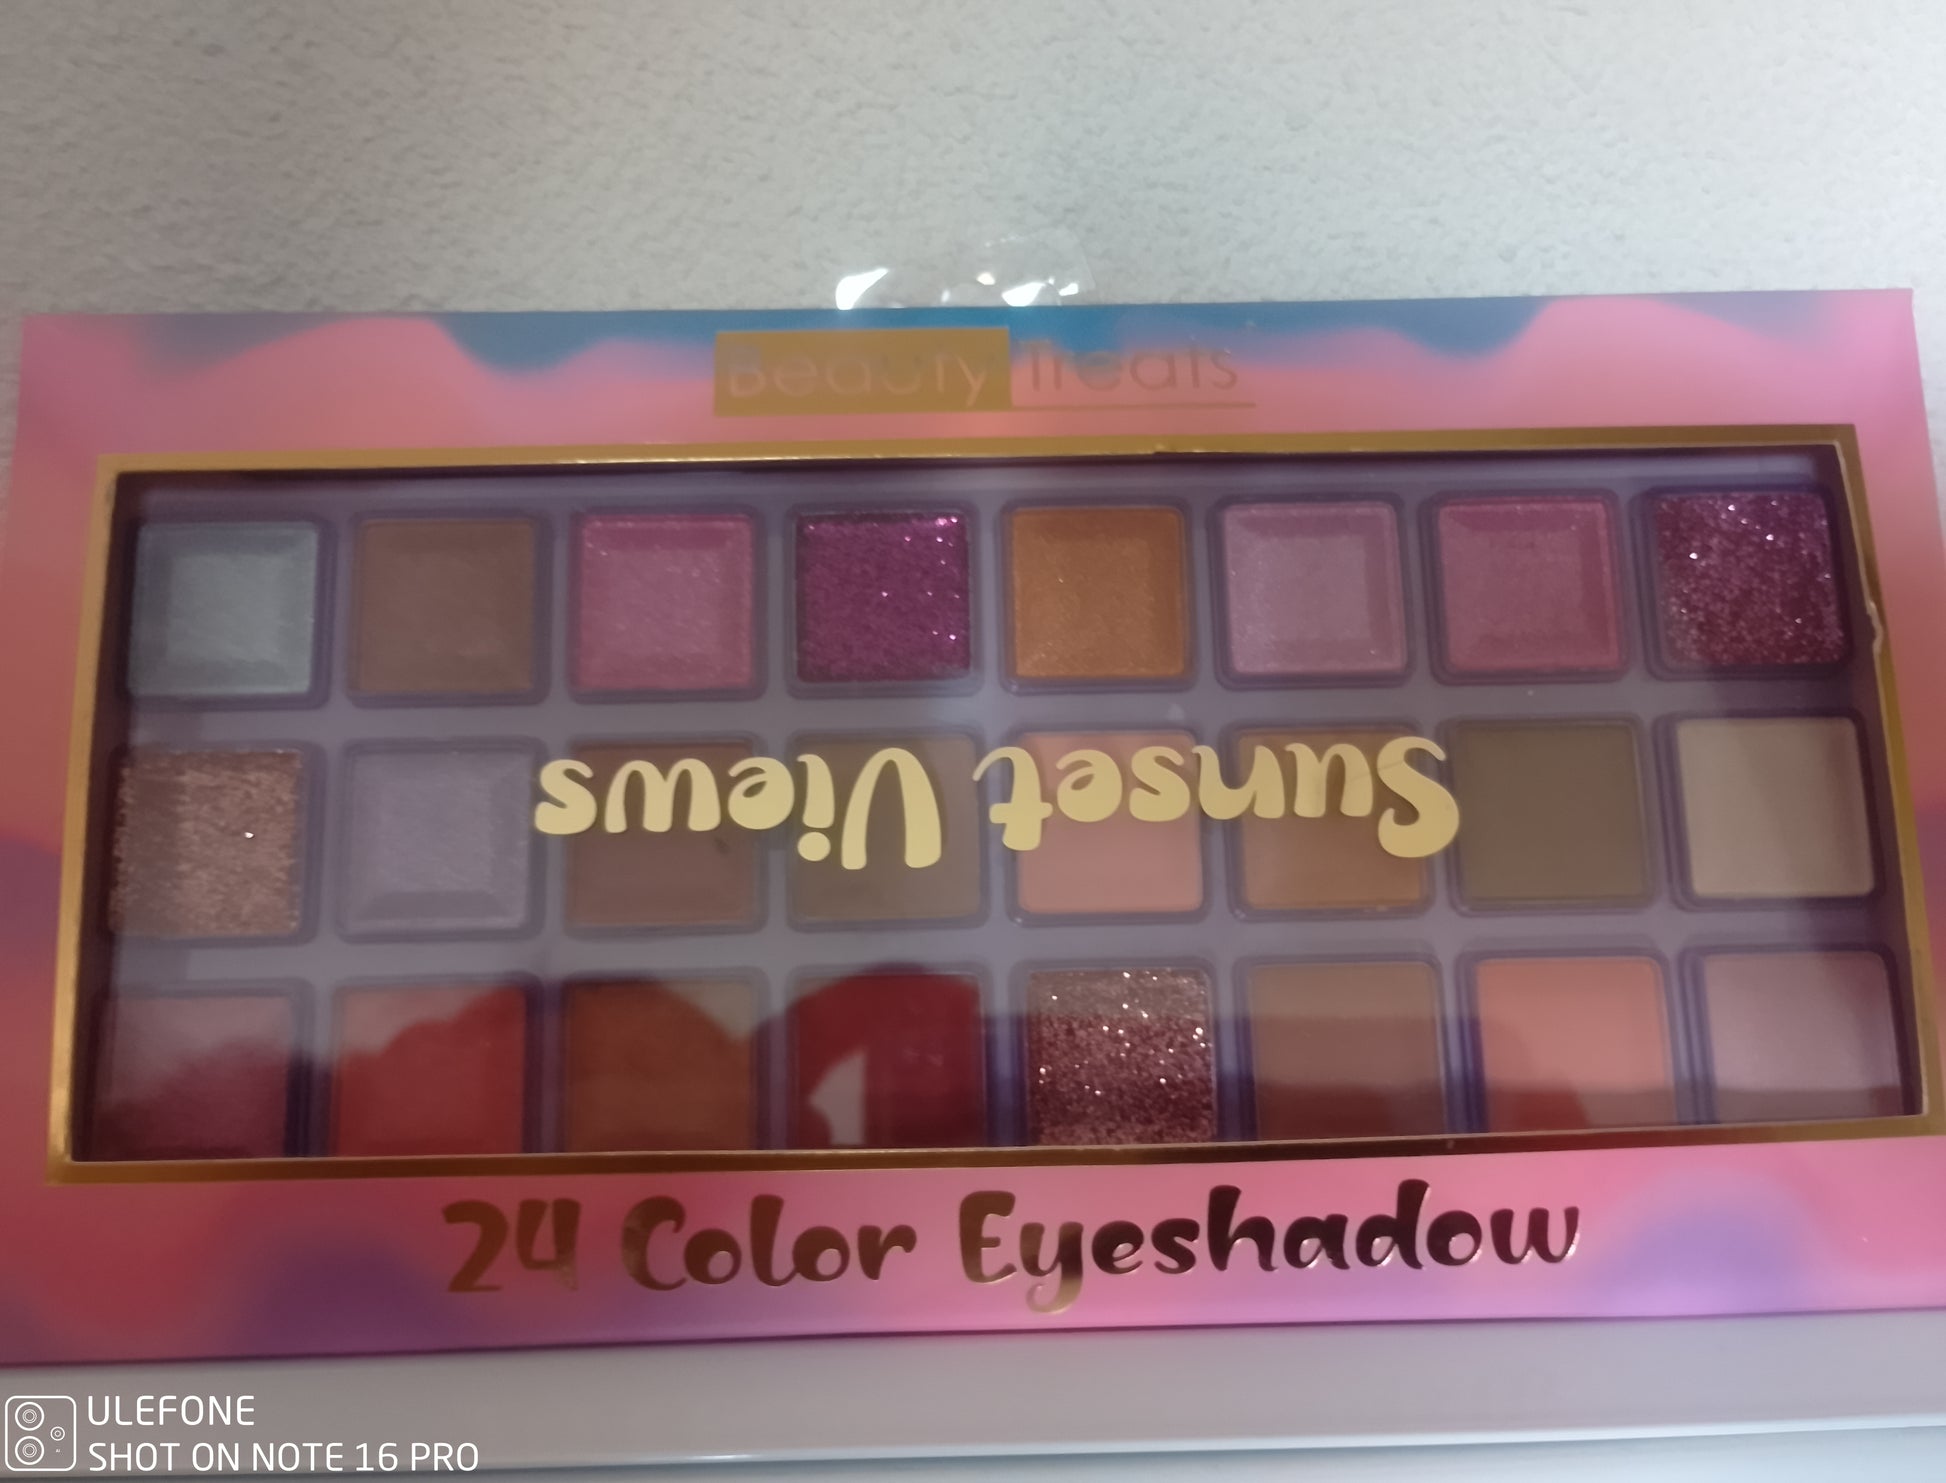 Beauty Treats
Sunset Views
24 Color Eyeshadow
ULEFONE
SHOT ON NOTE 16 PRO